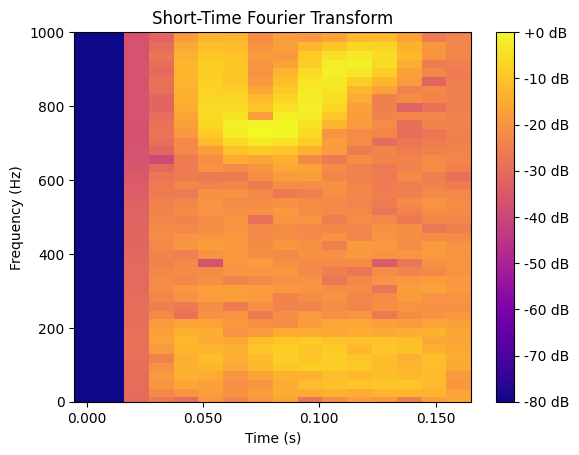 Short-Time Fourier Transform
1000
800
600
400
200
0
Frequency (Hz)
0.000
0.050
0.100
0.150
Time (s)
+0 dB
-10 dB
-20 dB
-30 dB
-40 dB
-50 dB
-60 dB
-70 dB
-80 dB